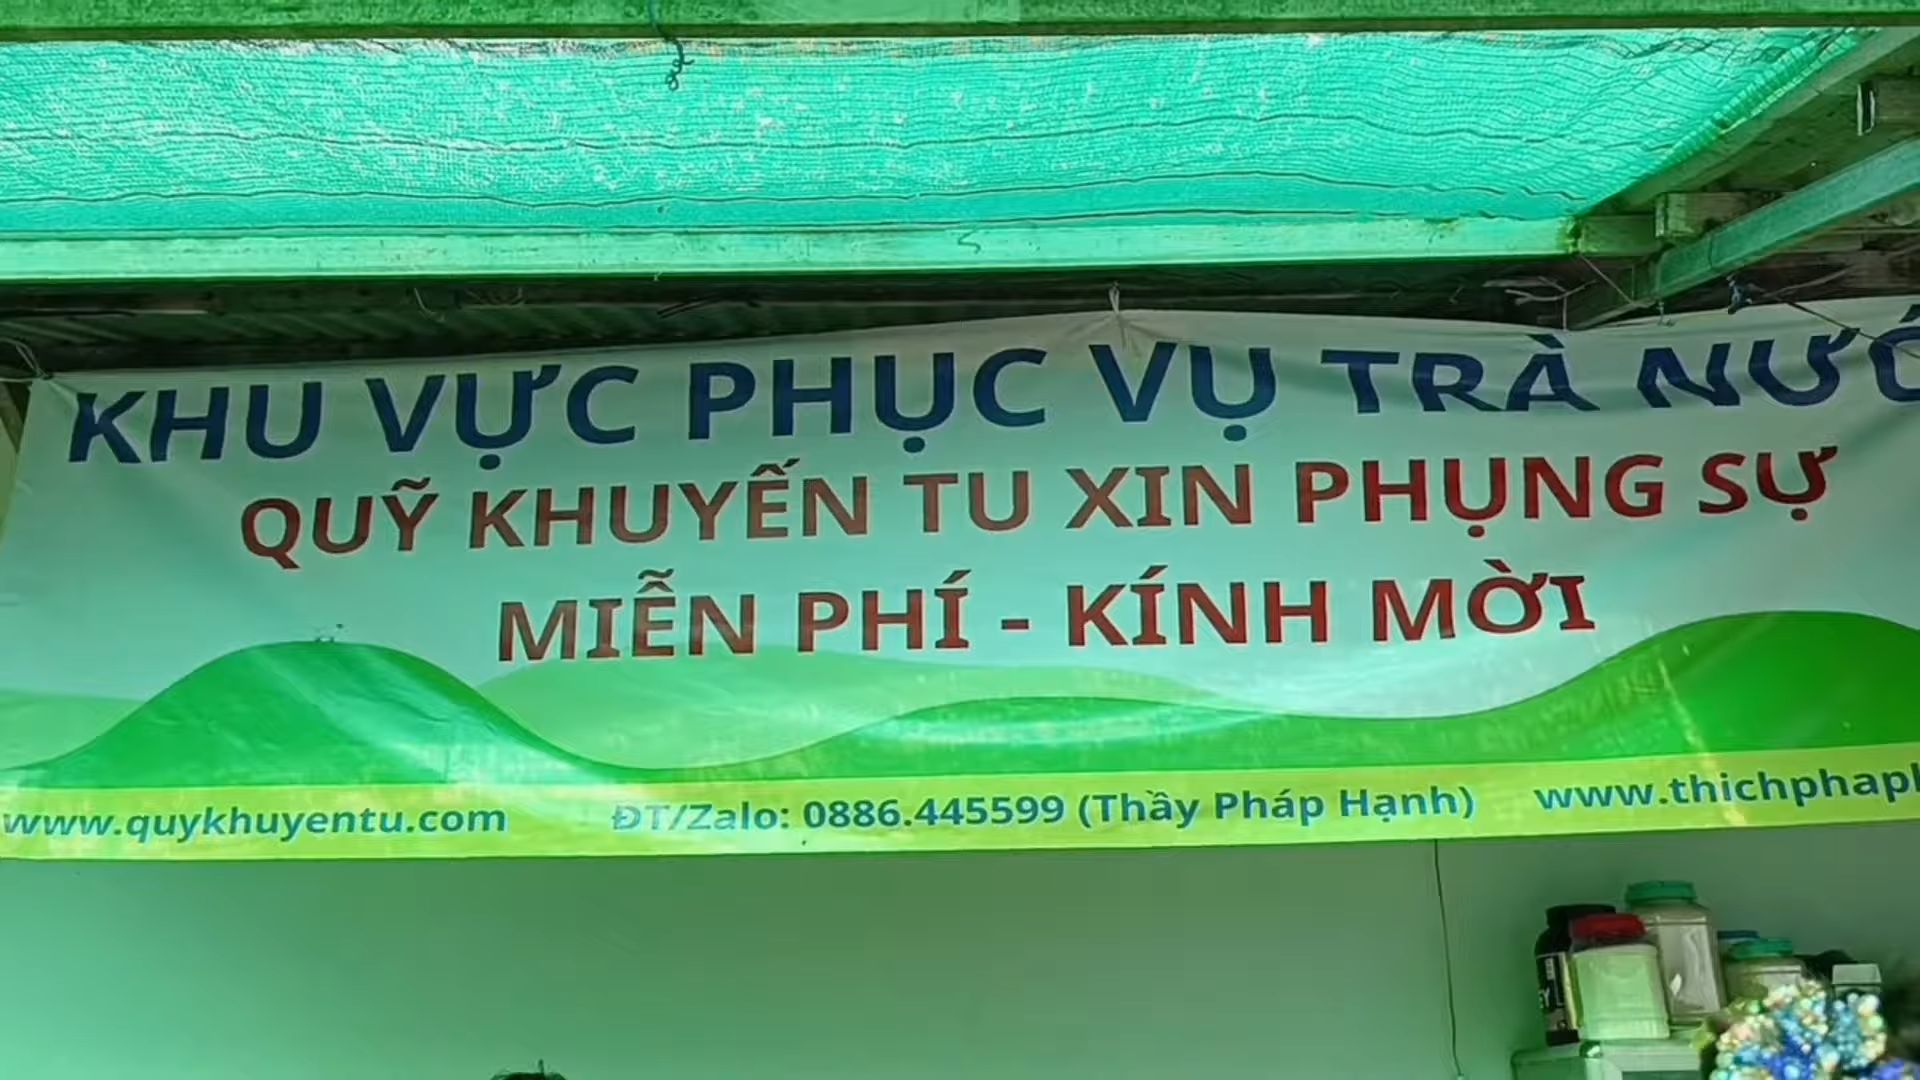 KHU VỰC PHỤC VỤ TRÀ NƯỚ
QUỸ KHUYẾN TU XIN PHỤNG SỰ
MIỄN PHÍ - KÍNH MỜI
www.quykhuyentu.com ĐT/Zalo: 0886.445599 (Thầy Pháp Hạnh) www.thichphaph